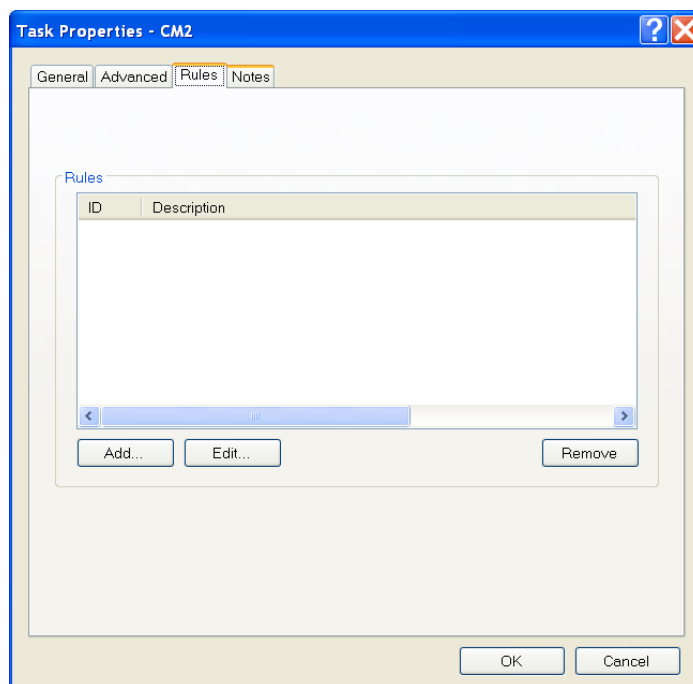 Task Properties - CM2
General Advanced Rules Notes
Rules
ID Description
Add... Edit... Remove
OK Cancel